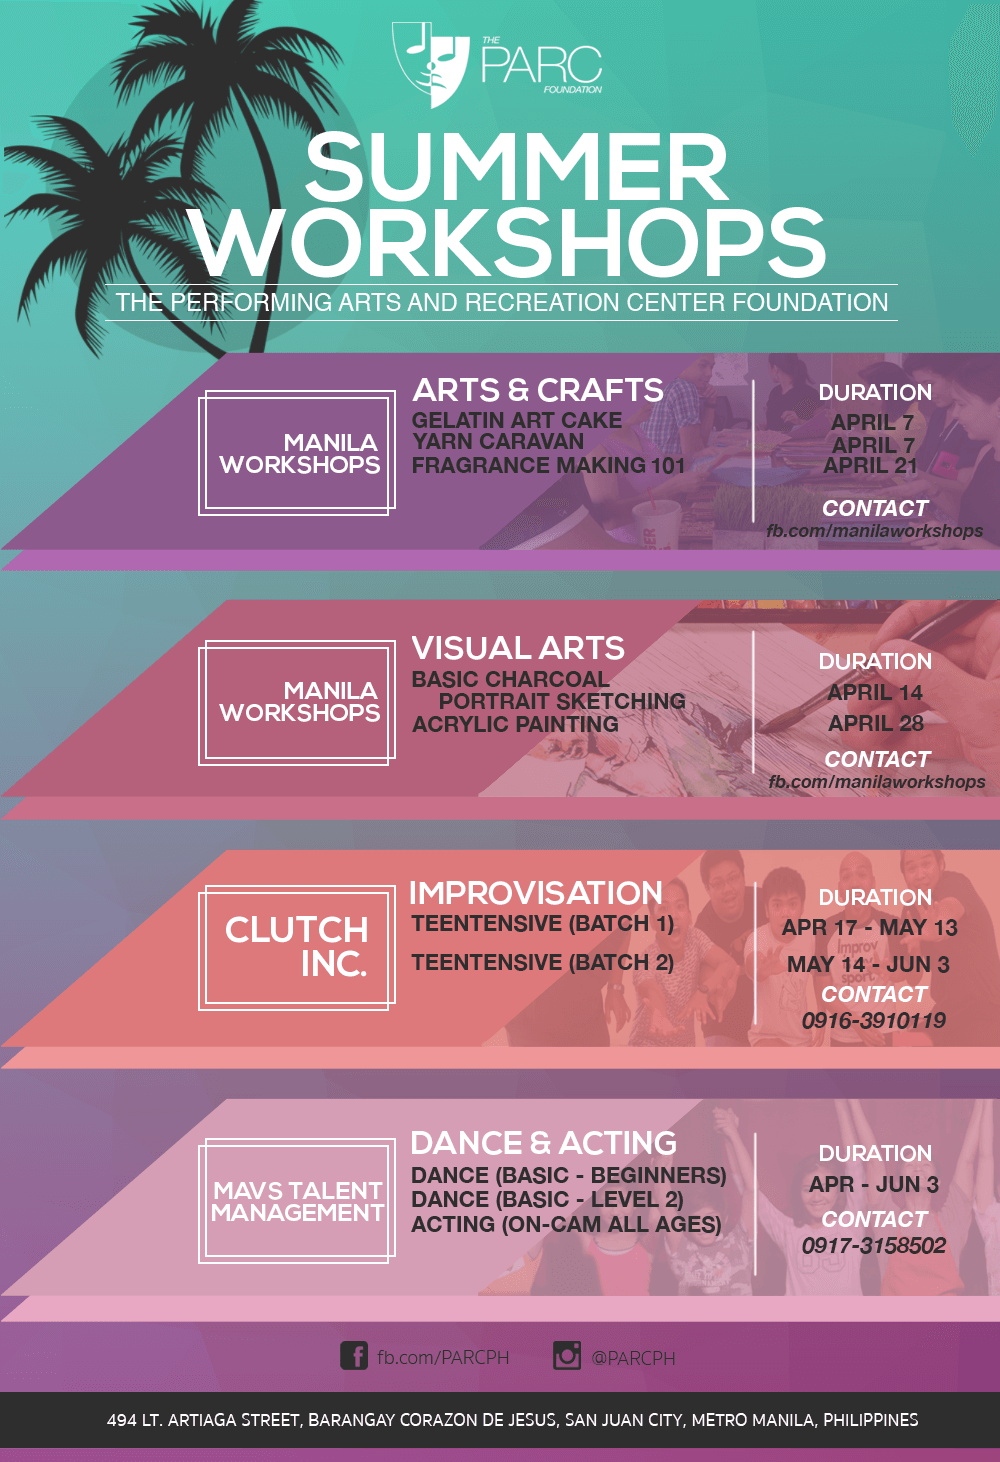 THE
PARC
FOUNDATION
SUMMER
WORKSHOPS
THE PERFORMING ARTS AND RECREATION CENTER FOUNDATION
MANILA
WORKSHOPS
ARTS & CRAFTS
GELATIN ART CAKE
YARN CARAVAN
FRAGRANCE MAKING 101
DURATION
APRIL 7
APRIL 7
APRIL 21
CONTACT
fb.com/manilaworkshops
MANILA
WORKSHOPS
VISUAL ARTS
BASIC CHARCOAL
PORTRAIT SKETCHING
ACRYLIC PAINTING
DURATION
APRIL 14
APRIL 28
CONTACT
fb.com/manilaworkshops
CLUTCH
INC.
IMPROVISATION
TEENTENSIVE (BATCH 1)
TEENTENSIVE (BATCH 2)
DURATION
APR 17 - MAY 13
Improv
MAY 14 - JUN 3
sport.
CONTACT
0916-3910119
MAVS TALENT
MANAGEMENT
DANCE & ACTING
DANCE (BASIC - BEGINNERS)
DANCE (BASIC - LEVEL 2)
ACTING (ON-CAM ALL AGES)
DURATION
APR - JUN 3
CONTACT
0917-3158502
fb.com/PARCPH
@PARCPH
494 LT. ARTIAGA STREET, BARANGAY CORAZON DE JESUS, SAN JUAN CITY, METRO MANILA, PHILIPPINES